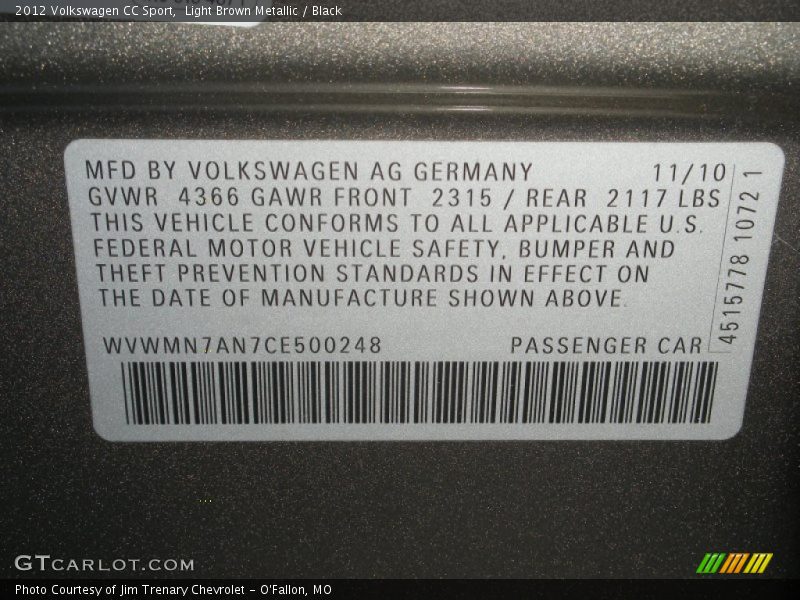 2012 Volkswagen CC Sport,  Light Brown Metallic / Black
MFD BY VOLKSWAGEN AG GERMANY 11/10
GVWR 4366 GAWR FRONT 2315 / REAR 2117 LBS
THIS VEHICLE CONFORMS TO ALL APPLICABLE U.S.
FEDERAL MOTOR VEHICLE SAFETY, BUMPER AND
THEFT PREVENTION STANDARDS IN EFFECT ON
THE DATE OF MANUFACTURE SHOWN ABOVE.
WVWMN7AN7CE500248 PASSENGER CAR
4515778 10721
GTCARLOT.COM
Photo Courtesy of Jim Trenary Chevrolet - O'Fallon, MO